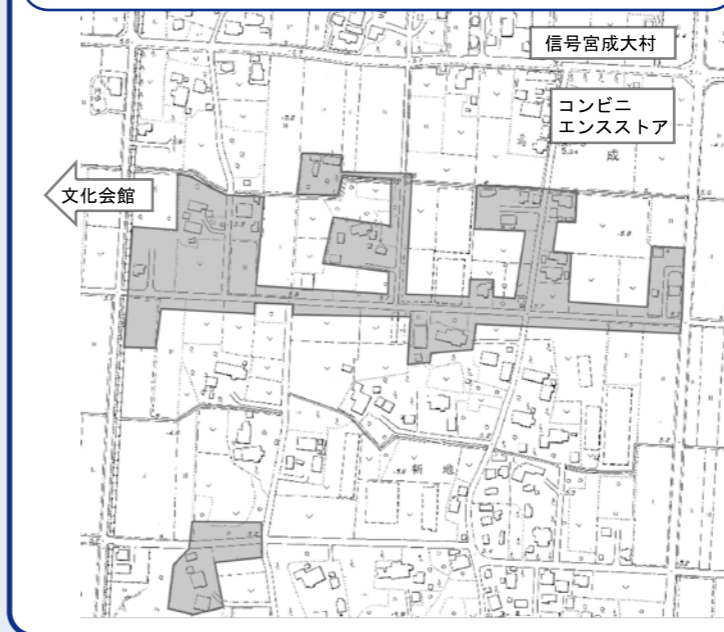 信号宮成大村
コンビニ
エンスストア
成
文化会館
新 地